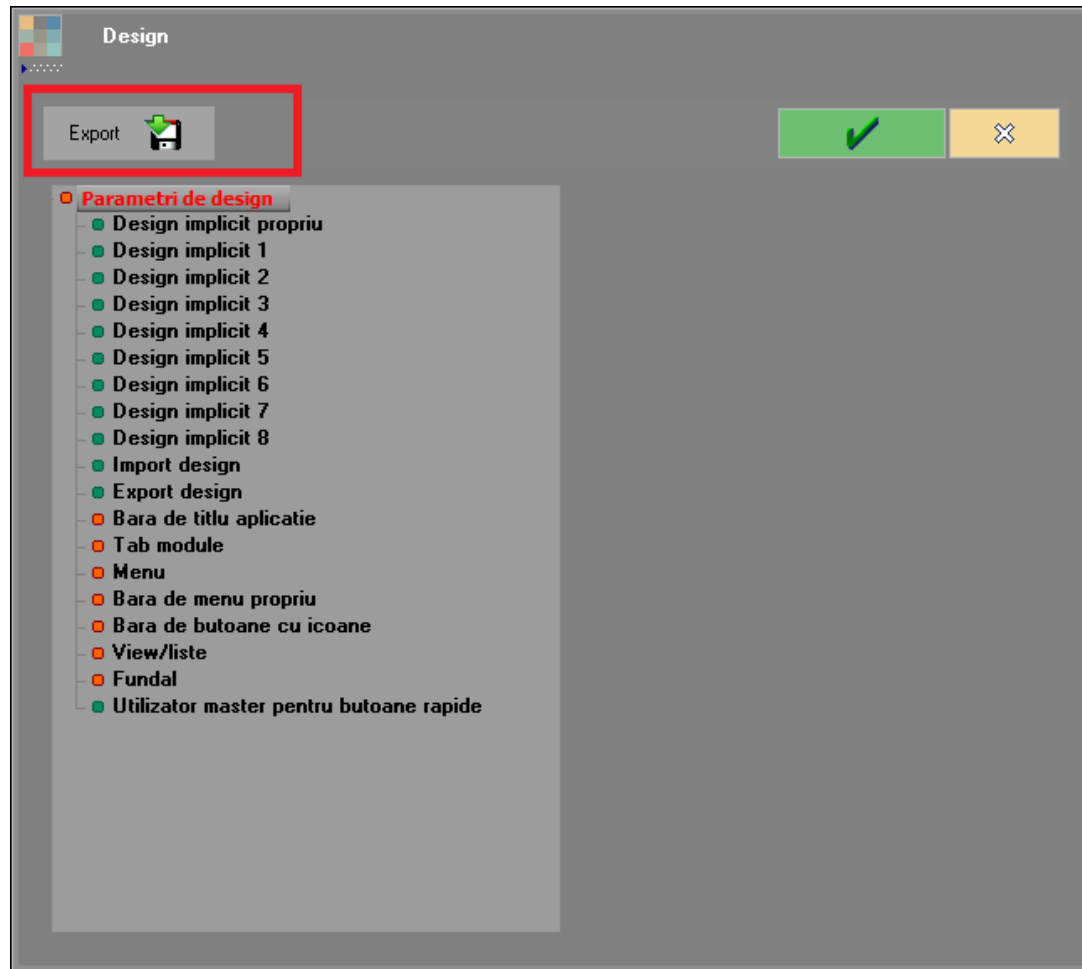 Design
Export
Parametri de design
Design implicit propriu
Design implicit 1
Design implicit 2
Design implicit 3
Design implicit 4
Design implicit 5
Design implicit 6
Design implicit 7
Design implicit 8
Import design
Export design
Bara de titlu aplicatie
Tab module
Menu
Bara de menu propriu
Bara de butoane cu icoane
View/liste
Fundal
Utilizator master pentru butoane rapide